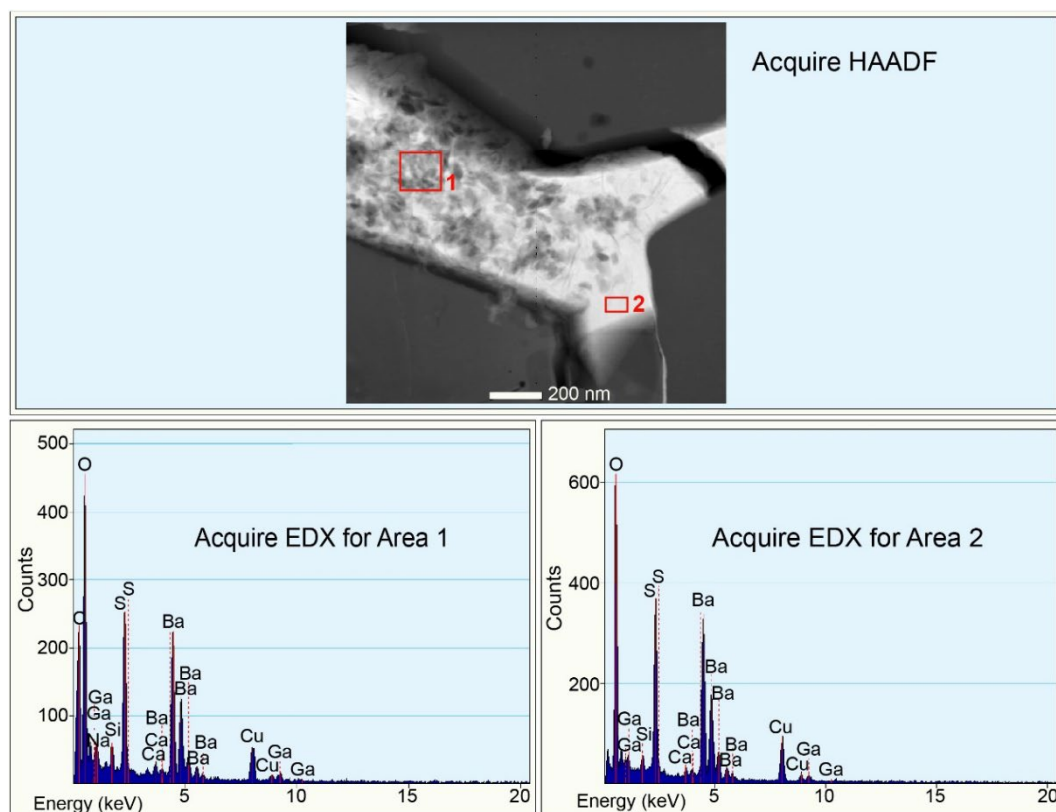 Acquire HAADF
1
2
200 nm
500
400
300
200
100
Counts
Acquire EDX for Area 1
O
C
Ga
Ga
Na
Si
S
S
Ba
Ca
Ca
Ba
Ba
Ba
Ba
Ba
Cu
Cu
Ga
Ga
Energy (keV)
5
10
15
20
600
400
200
Counts
Acquire EDX for Area 2
O
Ga
Ga
Si
S
S
Ba
Ca
Ca
Ba
Ba
Ba
Ba
Ba
Cu
Cu
Ga
Ga
Energy (keV)
5
10
15
20